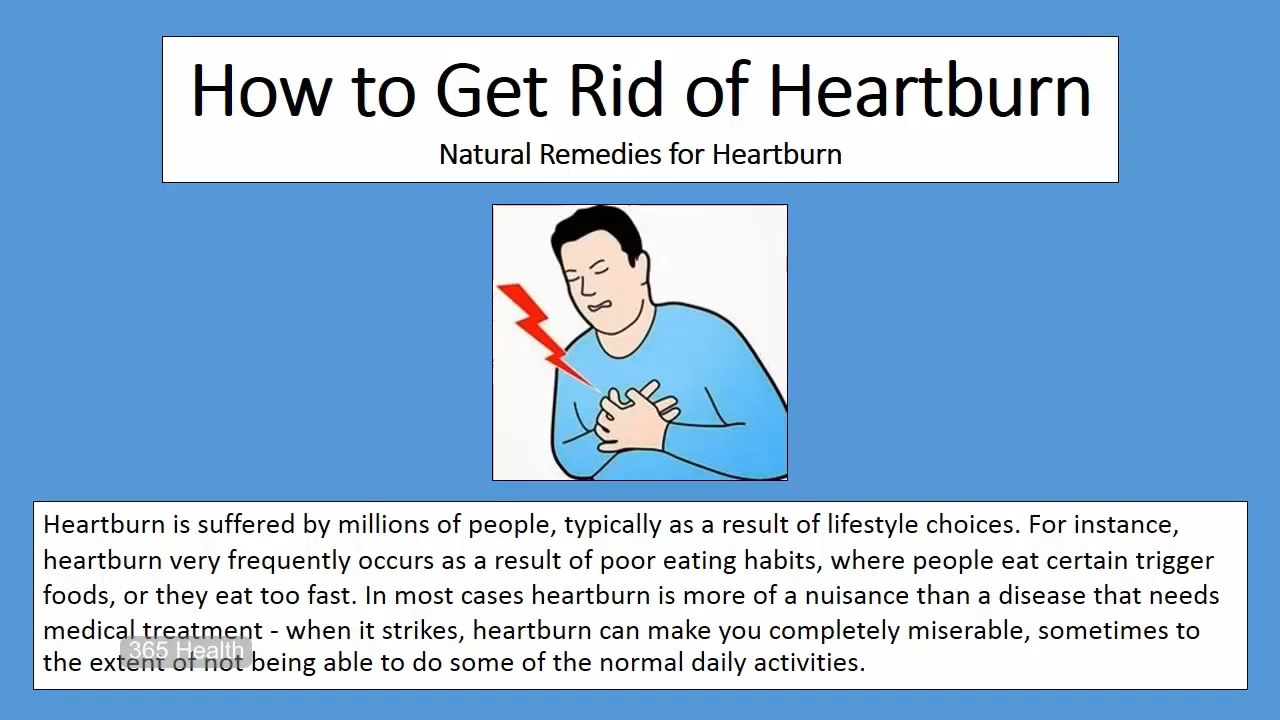 How to Get Rid of Heartburn
Natural Remedies for Heartburn
Heartburn is suffered by millions of people, typically as a result of lifestyle choices. For instance,
heartburn very frequently occurs as a result of poor eating habits, where people eat certain trigger
foods, or they eat too fast. In most cases heartburn is more of a nuisance than a disease that needs
medical treatment - when it strikes, heartburn can make you completely miserable, sometimes to
365 Health
the extent of not being able to do some of the normal daily activities.